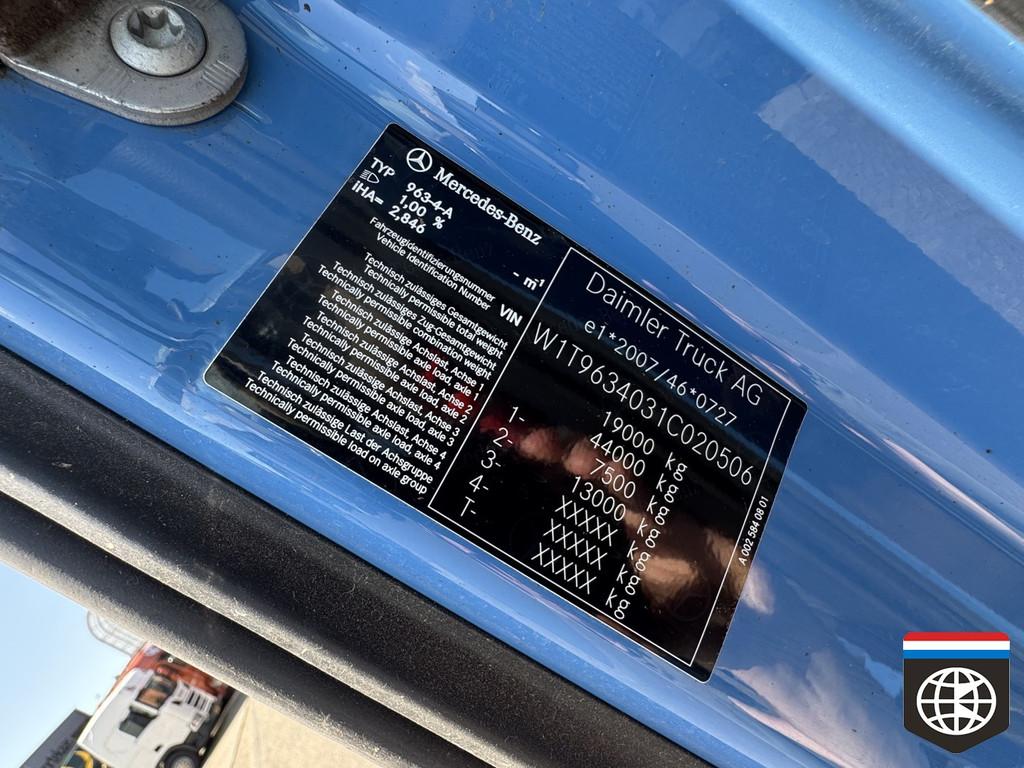 Mercedes-Benz
TYP 963-4-A
1,00 %
iHA= 2,846
- m¹
Fahrzeugidentifizierungsnummer
Vehicle Identification Number VIN
Technisch zulässiges Gesamtgewicht
Technically permissible total weight
Technisch zulässiges Zug-Gesamtgewicht
Technically permissible combination weight
Technisch zulässige Achslast, Achse 1
Technically permissible axle load, axle 1
Technisch zulässige Achslast, Achse 2
Technically permissible axle load, axle 2
Technisch zulässige Achslast, Achse 3
Technically permissible axle load, axle 3
Technisch zulässige Achslast, Achse 4
Technically permissible axle load, axle 4
Technisch zulässige Last der Achsgruppe
Technically permissible load on axle group
Daimler Truck AG
e1*2007/46*0727
W1T9634031C020506
19000 kg
44000 kg
1- 7500 kg
2- 13000 kg
3- XXXXX kg
4- XXXXX kg
T- XXXXX kg
A 002 584 08 01